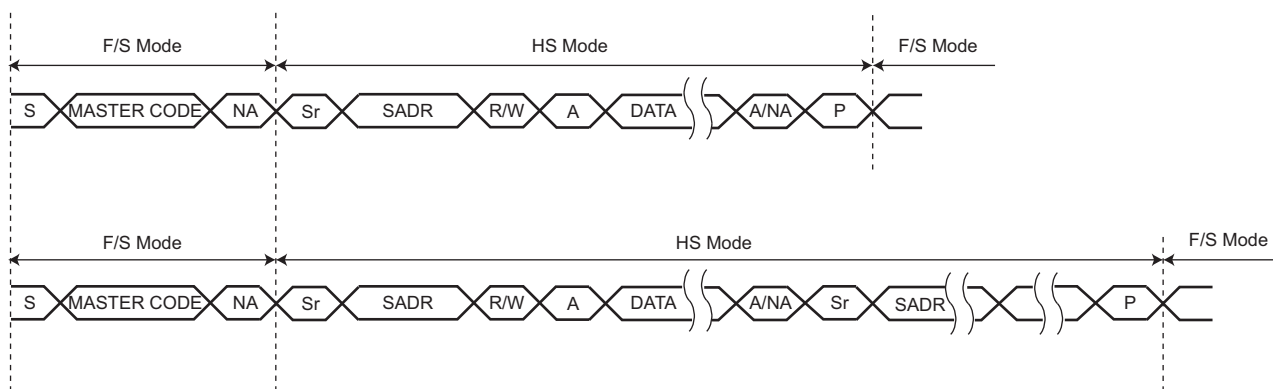 F/S Mode HS Mode F/S Mode
S MASTER CODE NA Sr SADR R/W A DATA A/NA P
F/S Mode HS Mode F/S Mode
S MASTER CODE NA Sr SADR R/W A DATA A/NA Sr SADR P